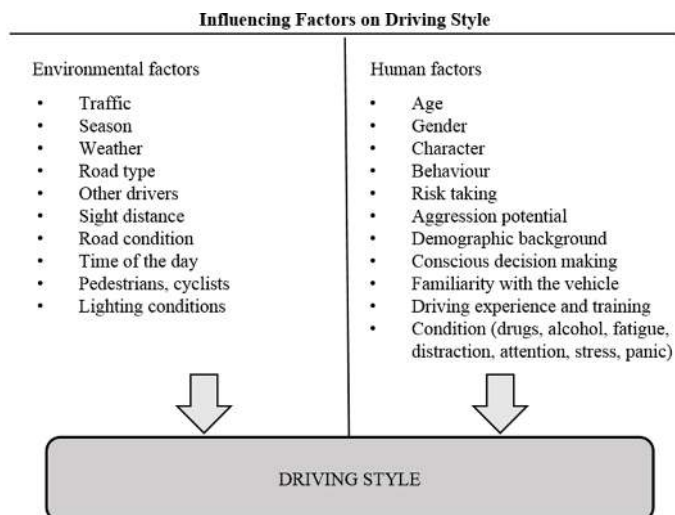 Influencing Factors on Driving Style
Environmental factors
• Traffic
• Season
• Weather
• Road type
• Other drivers
• Sight distance
• Road condition
• Time of the day
• Pedestrians, cyclists
• Lighting conditions
Human factors
• Age
• Gender
• Character
• Behaviour
• Risk taking
• Aggression potential
• Demographic background
• Conscious decision making
• Familiarity with the vehicle
• Driving experience and training
• Condition (drugs, alcohol, fatigue,
distraction, attention, stress, panic)
DRIVING STYLE